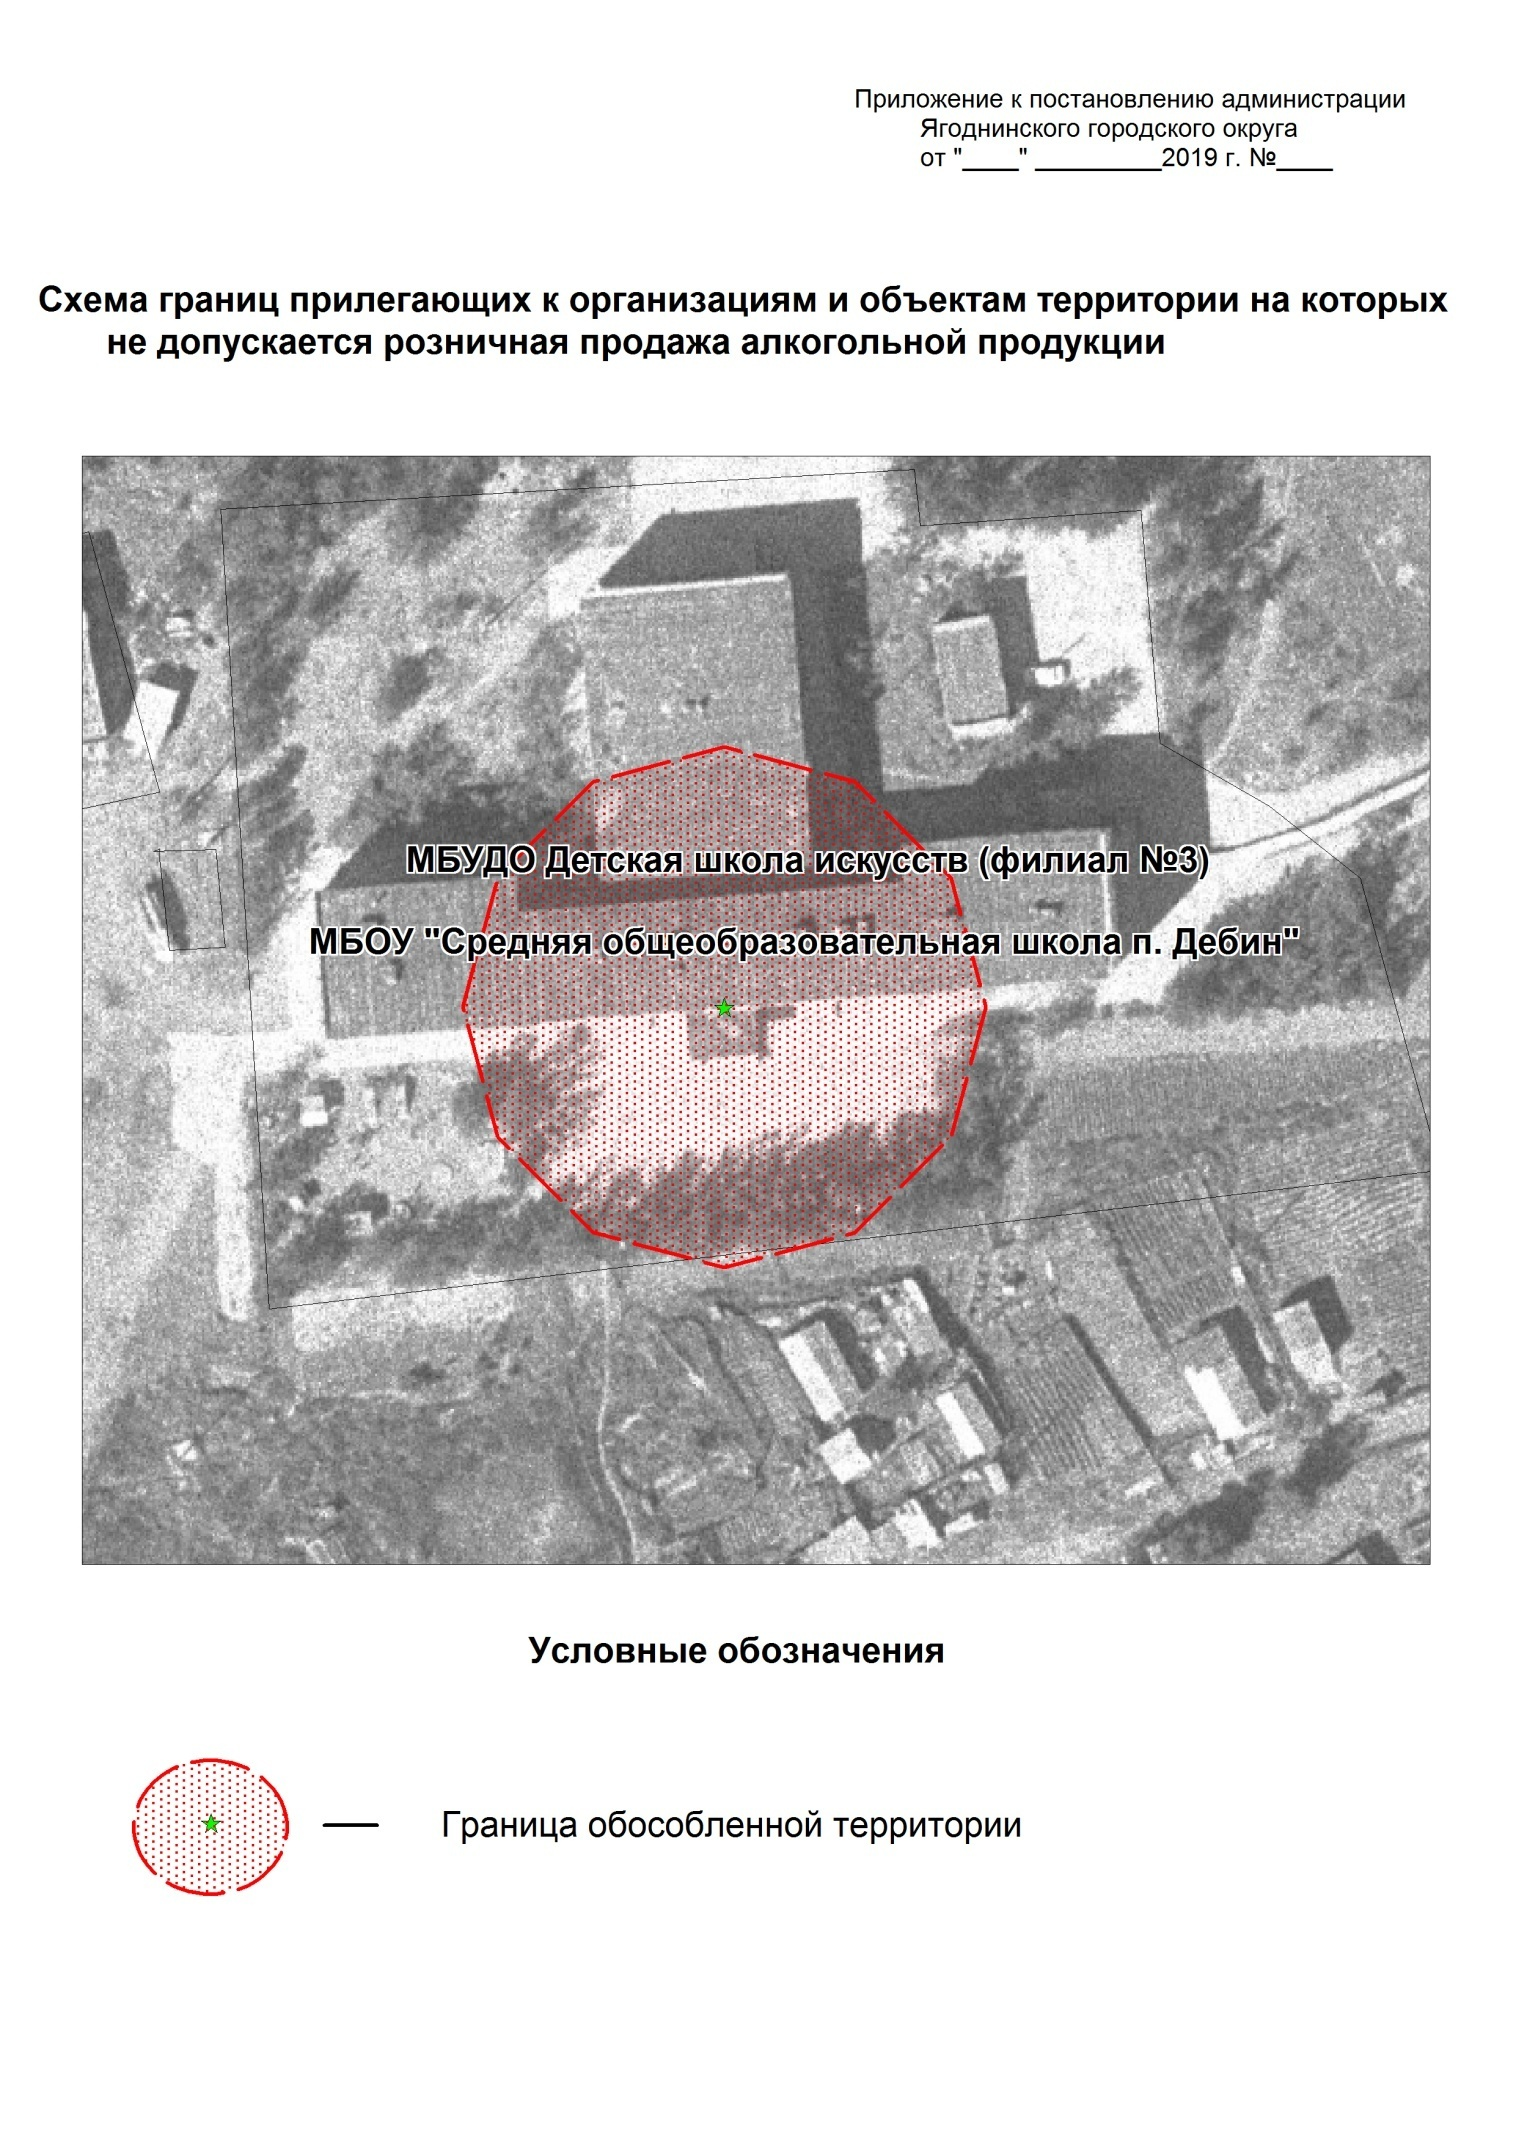 Приложение к постановлению администрации
Ягоднинского городского округа
от "____" _________2019 г. №____
Схема границ прилегающих к организациям и объектам территории на которых
не допускается розничная продажа алкогольной продукции
МБУДО Детская школа искусств (филиал №3)
МБОУ "Средняя общеобразовательная школа п. Дебин"
Условные обозначения
Граница обособленной территории